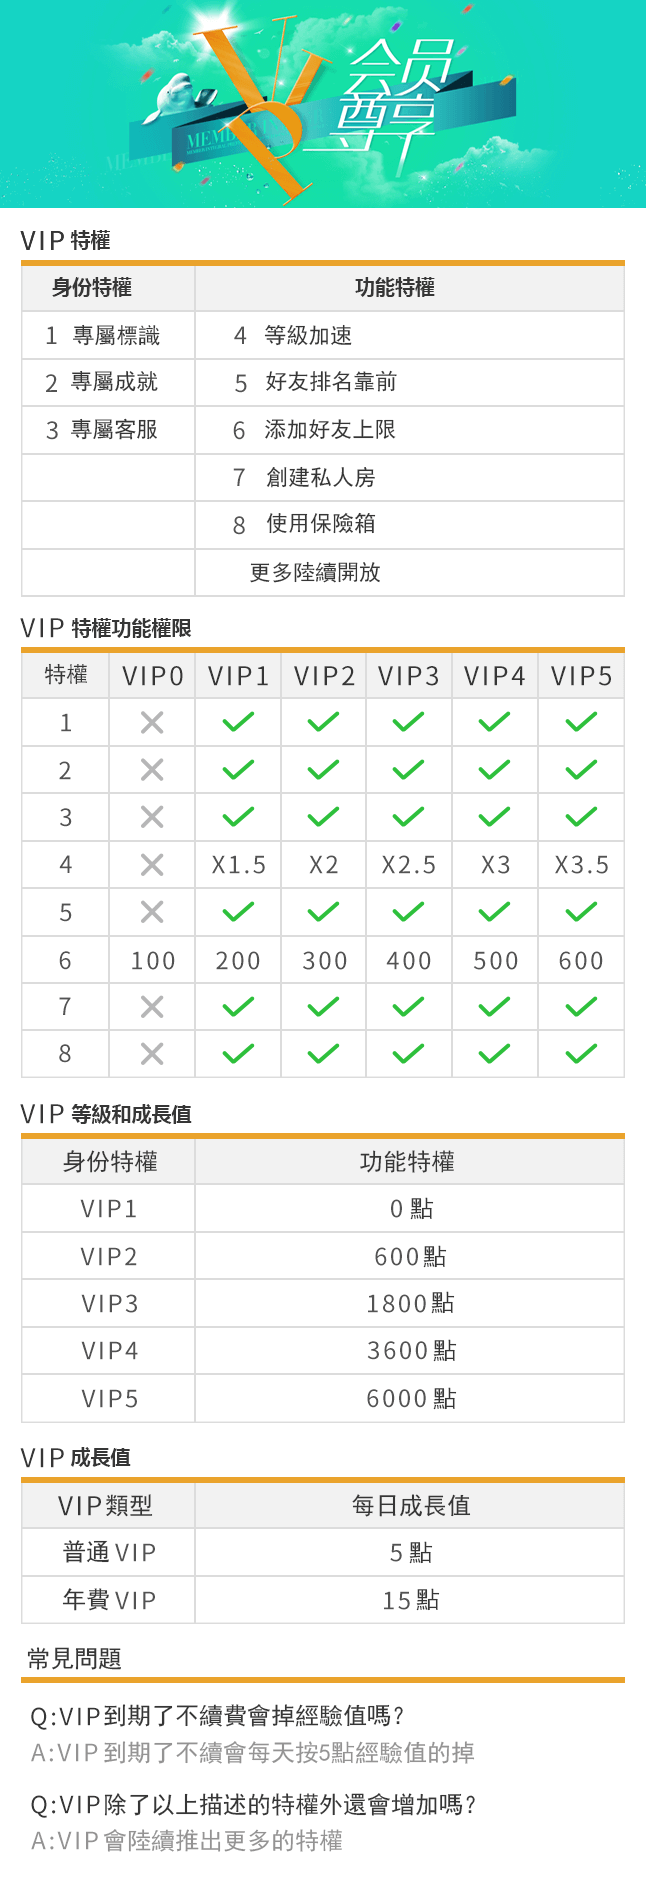 VIP
会员
尊享
VIP 特權
身份特權 功能特權
1 專屬標識 4 等級加速
2 專屬成就 5 好友排名靠前
3 專屬客服 6 添加好友上限
7 創建私人房
8 使用保險箱
更多陸續開放
VIP 特權功能權限
特權 VIP0 VIP1 VIP2 VIP3 VIP4 VIP5
1
2
3
4 X1.5 X2 X2.5 X3 X3.5
5
6 100 200 300 400 500 600
7
8
VIP 等級和成長值
身份特權 功能特權
VIP1 0 點
VIP2 600點
VIP3 1800點
VIP4 3600點
VIP5 6000 點
VIP 成長值
VIP類型 每日成長值
普通 VIP 5 點
年費 VIP 15 點
常見問題
Q:VIP到期了不續費會掉經驗值嗎?
A:VIP 到期了不續會每天按5點經驗值的掉
Q:VIP除了以上描述的特權外還會增加嗎?
A:VIP 會陸續推出更多的特權